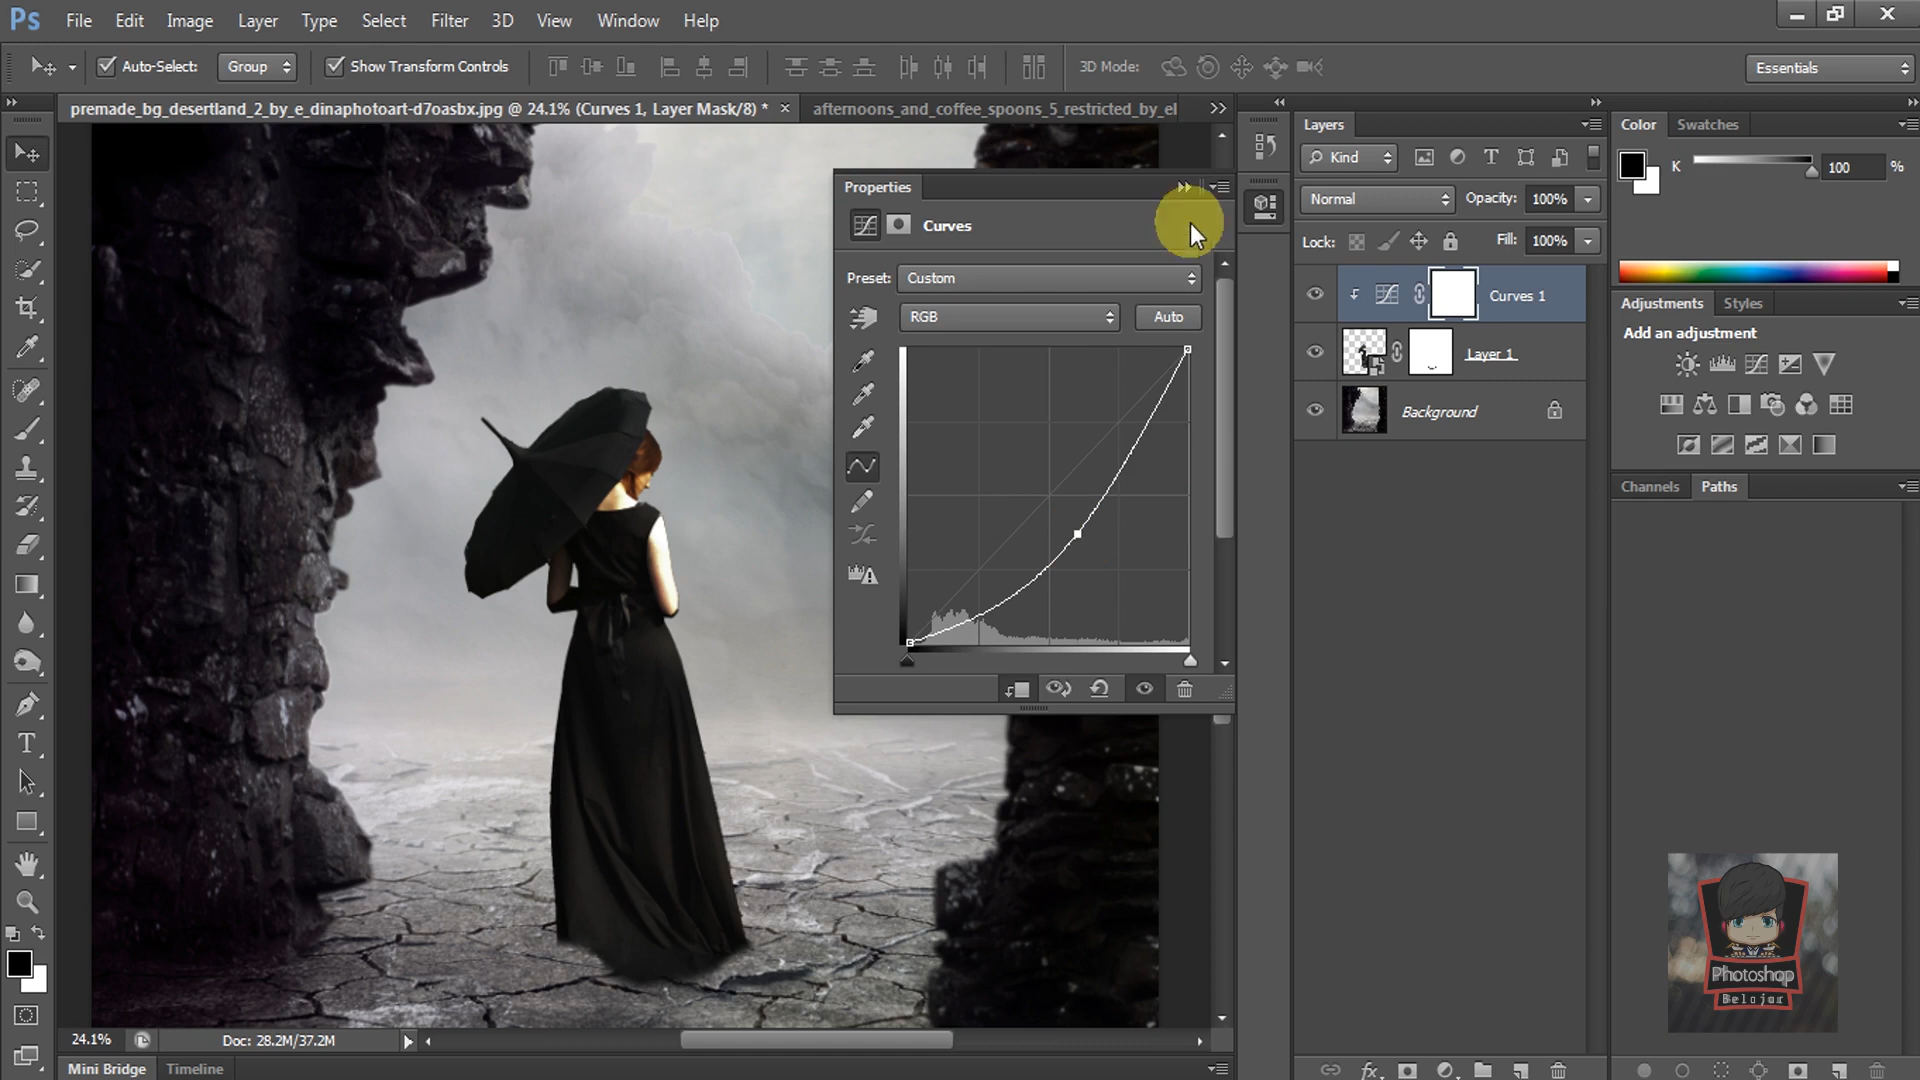 Ps File Edit Image Layer Type Select Filter 3D View Window Help
Auto-Select: Group Show Transform Controls 3D Mode: Essentials
premade_bg_desertland_2_by_e_dinaphotoart-d7oasbx.jpg @ 24.1% (Curves 1, Layer Mask/8) * × afternoons_and_coffee_spoons_5_restricted_by_el
Properties
Curves
Preset: Custom
RGB Auto
Layers
Kind
Normal Opacity: 100%
Lock: Fill: 100%
Curves 1
Layer 1
Background
Color Swatches
K 100 %
Adjustments Styles
Add an adjustment
Channels Paths
Photoshop
Belajar
24.1% Doc: 28.2M/37.2M
Mini Bridge Timeline